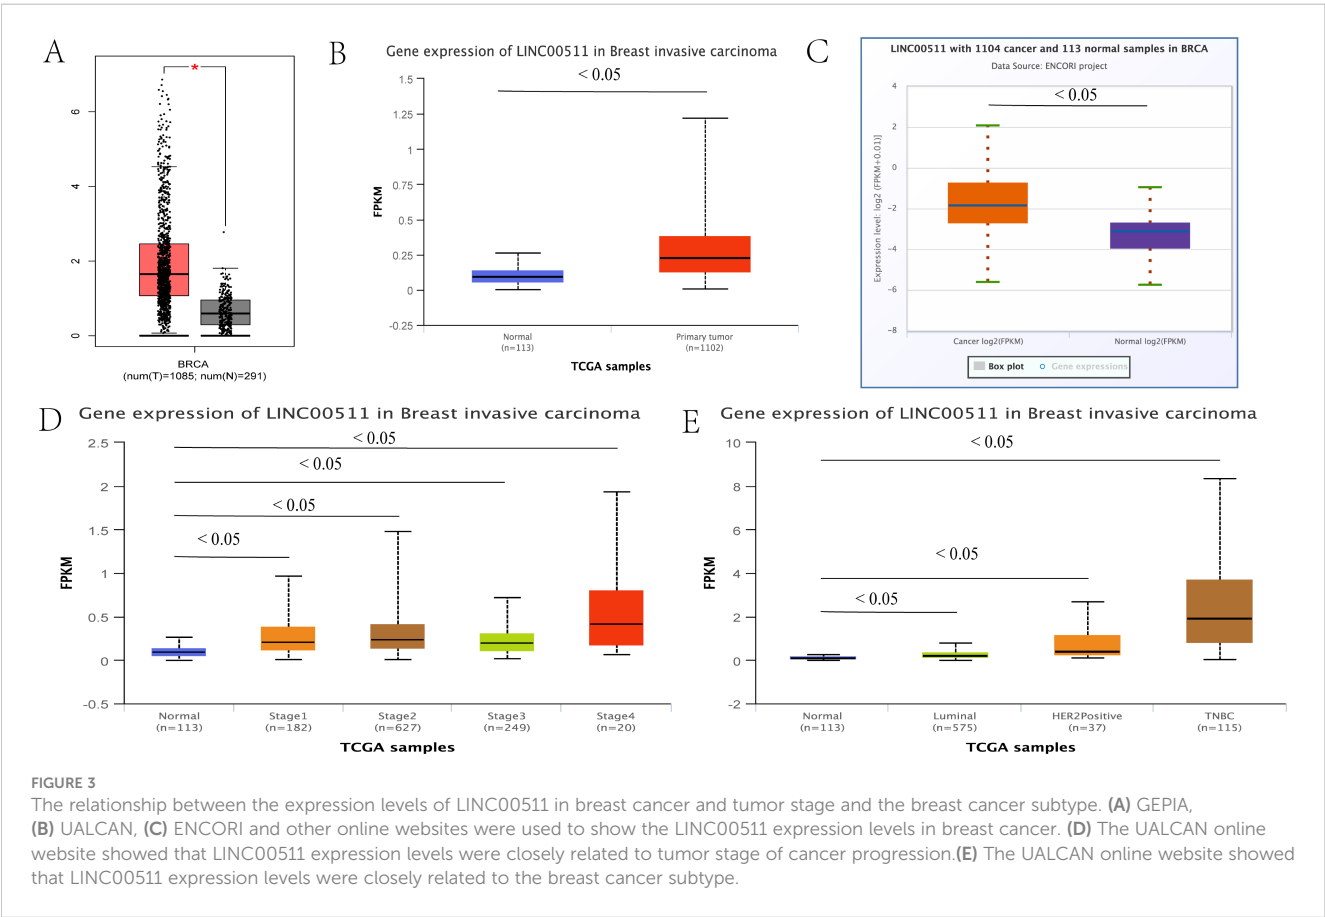 A
*
6
4
2
0
BRCA
(num(T)=1085; num(N)=291)
B
Gene expression of LINC00511 in Breast invasive carcinoma
< 0.05
1.5
1.25
1
0.75
0.5
0.25
0
-0.25
FPKM
Normal
(n=113)
Primary tumor
(n=1102)
TCGA samples
C
LINC00511 with 1104 cancer and 113 normal samples in BRCA
Data Source: ENCORI project
< 0.05
4
2
0
−2
−4
−6
−8
Expression level: log2 (FPKM+0.01)]
Cancer log2(FPKM)
Normal log2(FPKM)
Box plot
Gene expressions
D
Gene expression of LINC00511 in Breast invasive carcinoma
< 0.05
< 0.05
< 0.05
< 0.05
2.5
2
1.5
1
0.5
0
-0.5
FPKM
Normal
(n=113)
Stage1
(n=182)
Stage2
(n=627)
Stage3
(n=249)
Stage4
(n=20)
TCGA samples
E
Gene expression of LINC00511 in Breast invasive carcinoma
< 0.05
< 0.05
< 0.05
10
8
6
4
2
0
-2
FPKM
Normal
(n=113)
Luminal
(n=575)
HER2Positive
(n=37)
TNBC
(n=115)
TCGA samples
FIGURE 3
The relationship between the expression levels of LINC00511 in breast cancer and tumor stage and the breast cancer subtype. (A) GEPIA,
(B) UALCAN, (C) ENCORI and other online websites were used to show the LINC00511 expression levels in breast cancer. (D) The UALCAN online
website showed that LINC00511 expression levels were closely related to tumor stage of cancer progression.(E) The UALCAN online website showed
that LINC00511 expression levels were closely related to the breast cancer subtype.